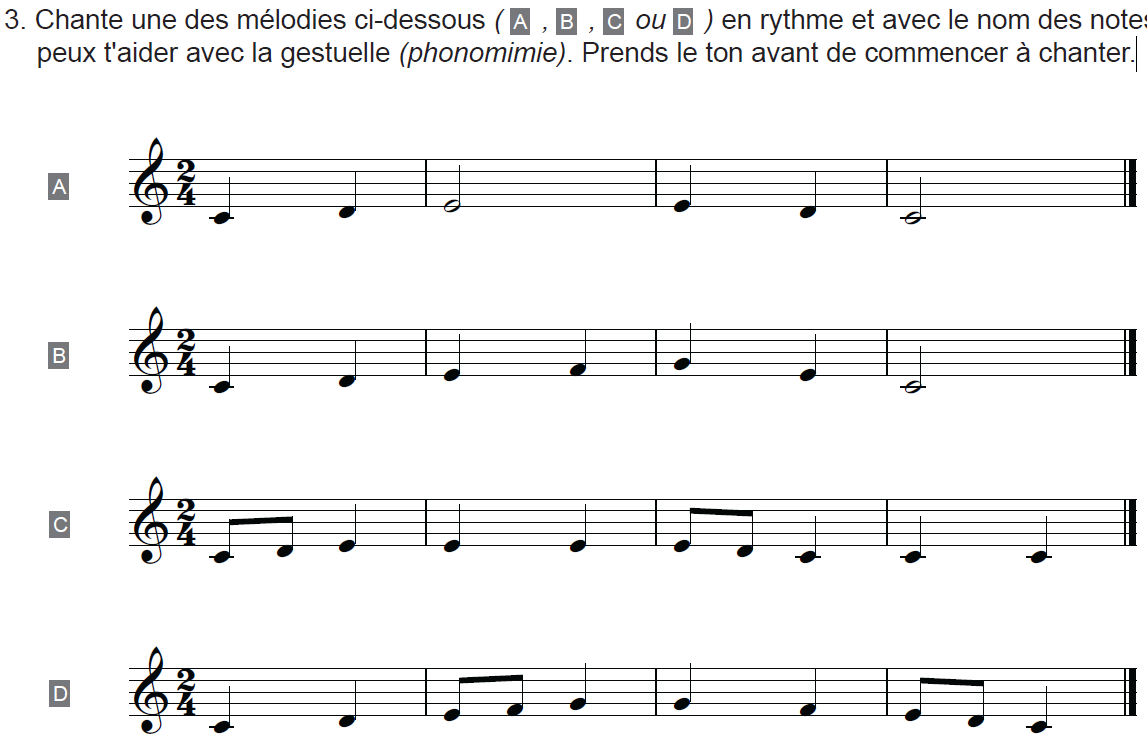 3. Chante une des mélodies ci-dessous ( A , B , C ou D ) en rythme et avec le nom des notes
peux t'aider avec la gestuelle (phonomimie). Prends le ton avant de commencer à chanter.
A
2
4
B
2
4
C
2
4
D
2
4